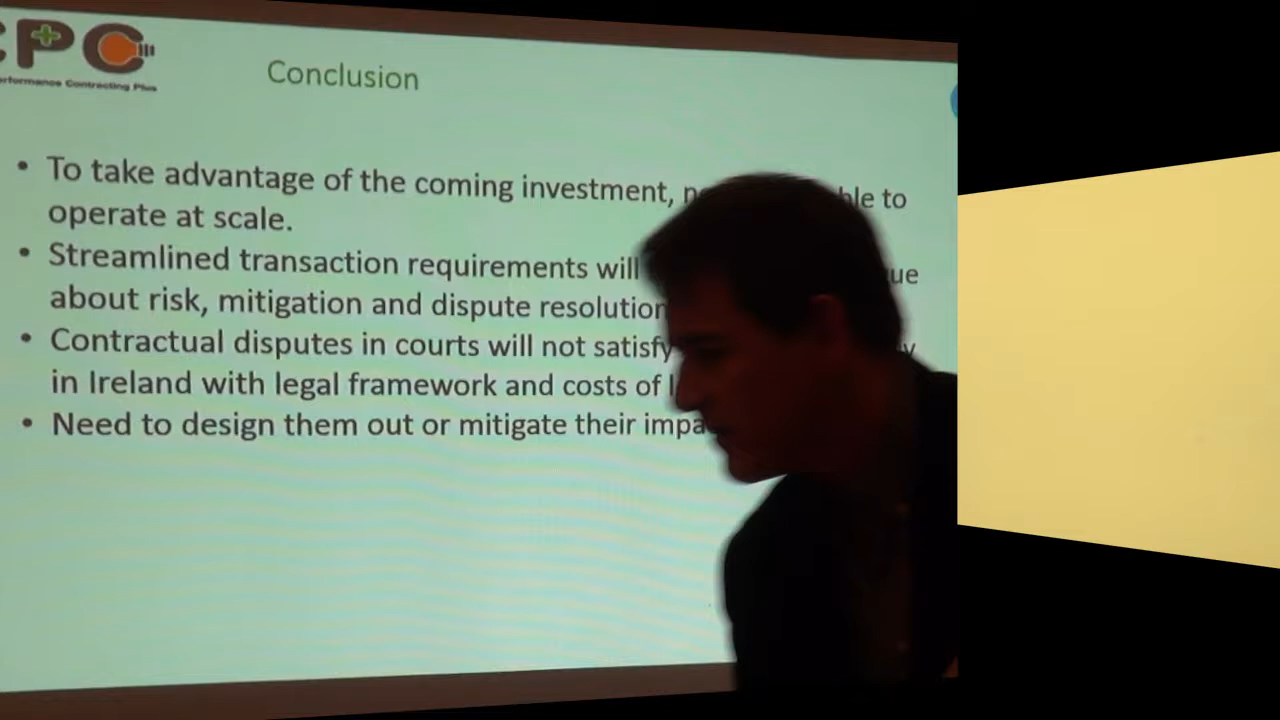 PC
Performance Contracting Plus
Conclusion
• To take advantage of the coming investment, to
operate at scale.
• Streamlined transaction requirements will
about risk, mitigation and dispute resolution
• Contractual disputes in courts will not satisfy
in Ireland with legal framework and costs of
• Need to design them out or mitigate their